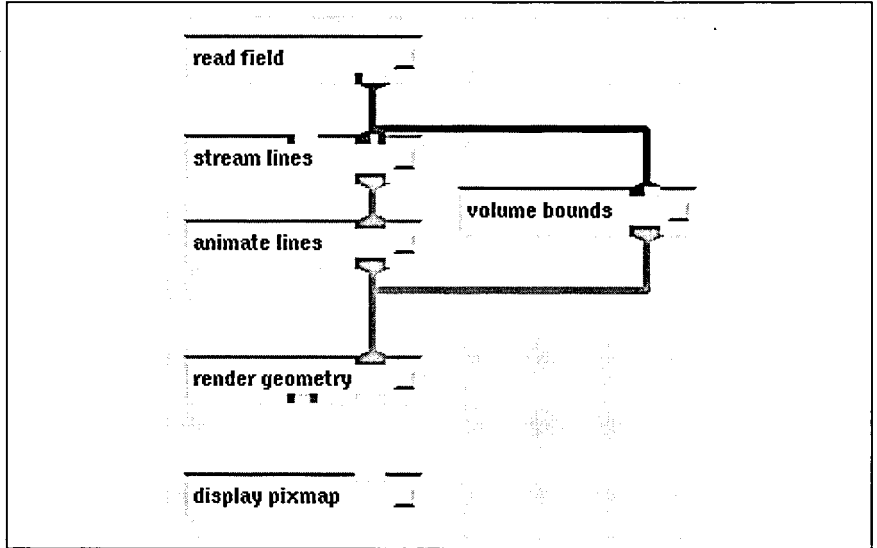 read field
stream lines
volume bounds
animate lines
render geometry
display pixmap